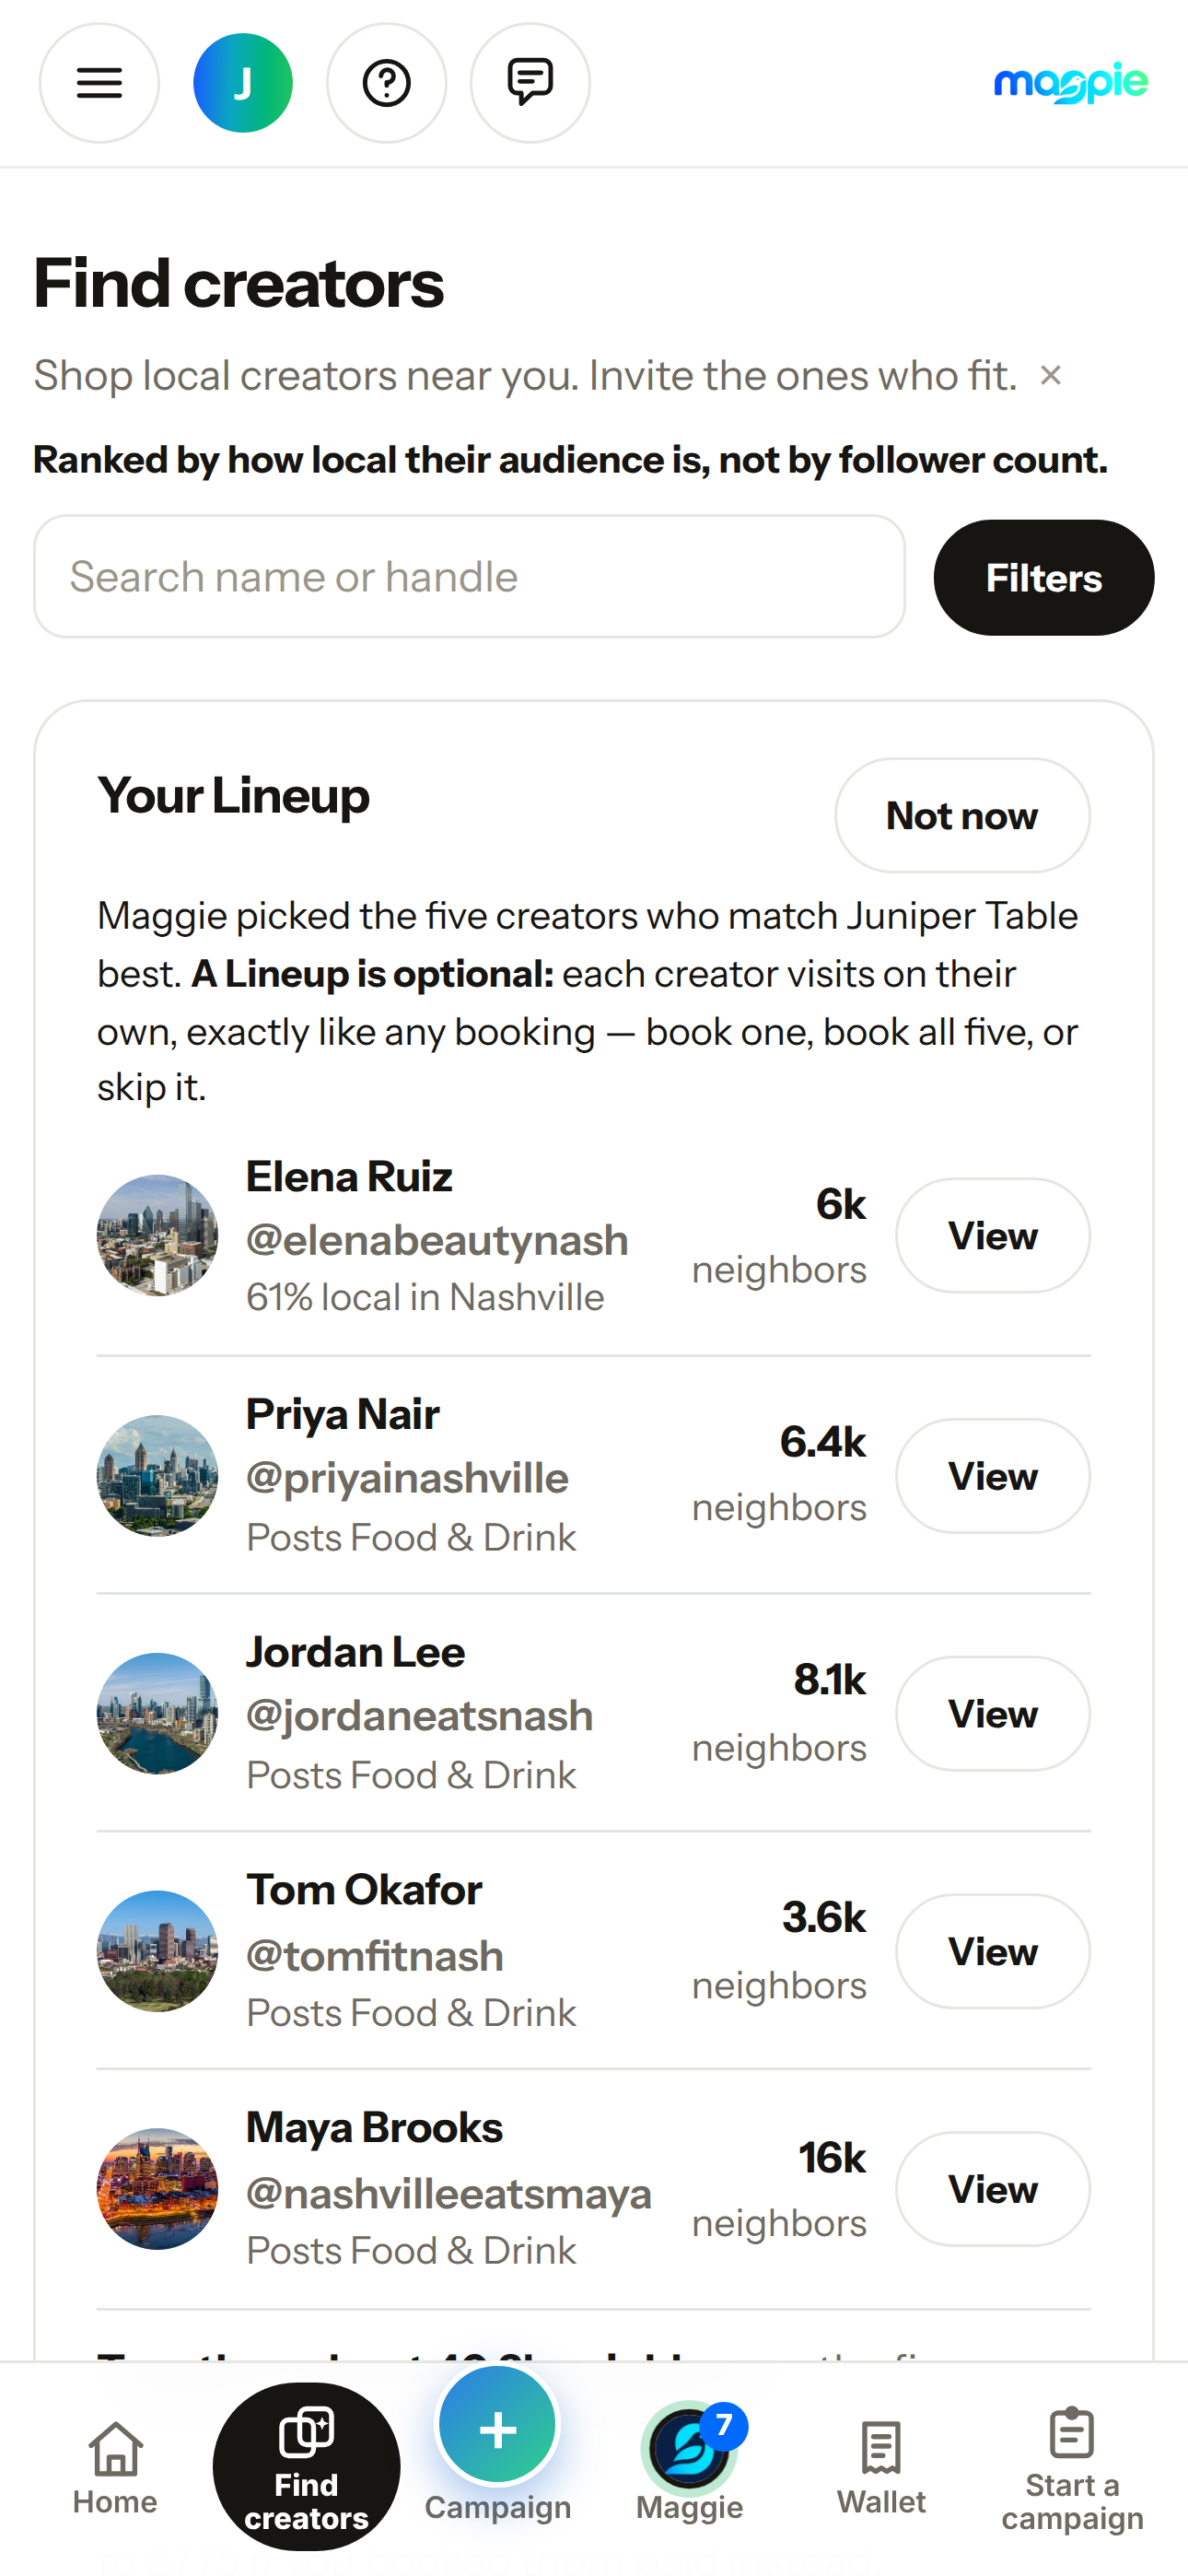 J
magpie
Find creators
Shop local creators near you. Invite the ones who fit. ×
Ranked by how local their audience is, not by follower count.
Search name or handle
Filters
Your Lineup
Not now
Maggie picked the five creators who match Juniper Table
best. A Lineup is optional: each creator visits on their
own, exactly like any booking — book one, book all five, or
skip it.
Elena Ruiz
@elenabeautynash
61% local in Nashville
6k
neighbors
View
Priya Nair
@priyainashville
Posts Food & Drink
6.4k
neighbors
View
Jordan Lee
@jordaneatsnash
Posts Food & Drink
8.1k
neighbors
View
Tom Okafor
@tomfitnash
Posts Food & Drink
3.6k
neighbors
View
Maya Brooks
@nashvilleeatsmaya
Posts Food & Drink
16k
neighbors
View
Home
Find
creators
+
Campaign
7
Maggie
Wallet
Start a
campaign